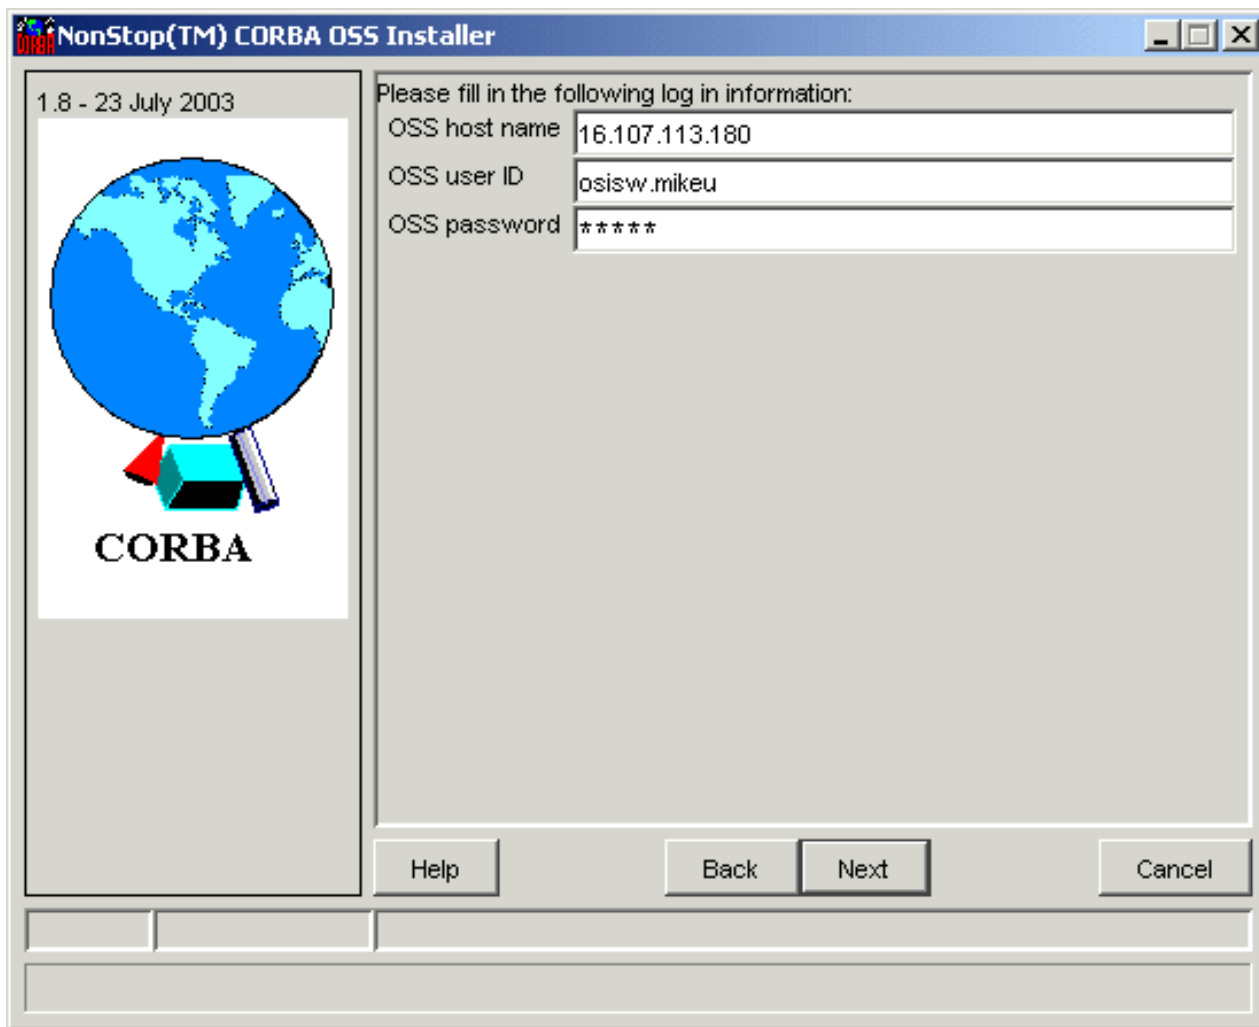 NonStop(TM) CORBA OSS Installer
1.8 - 23 July 2003
CORBA
Please fill in the following log in information:
OSS host name 16.107.113.180
OSS user ID osisw.mikeu
OSS password *****
Help Back Next Cancel